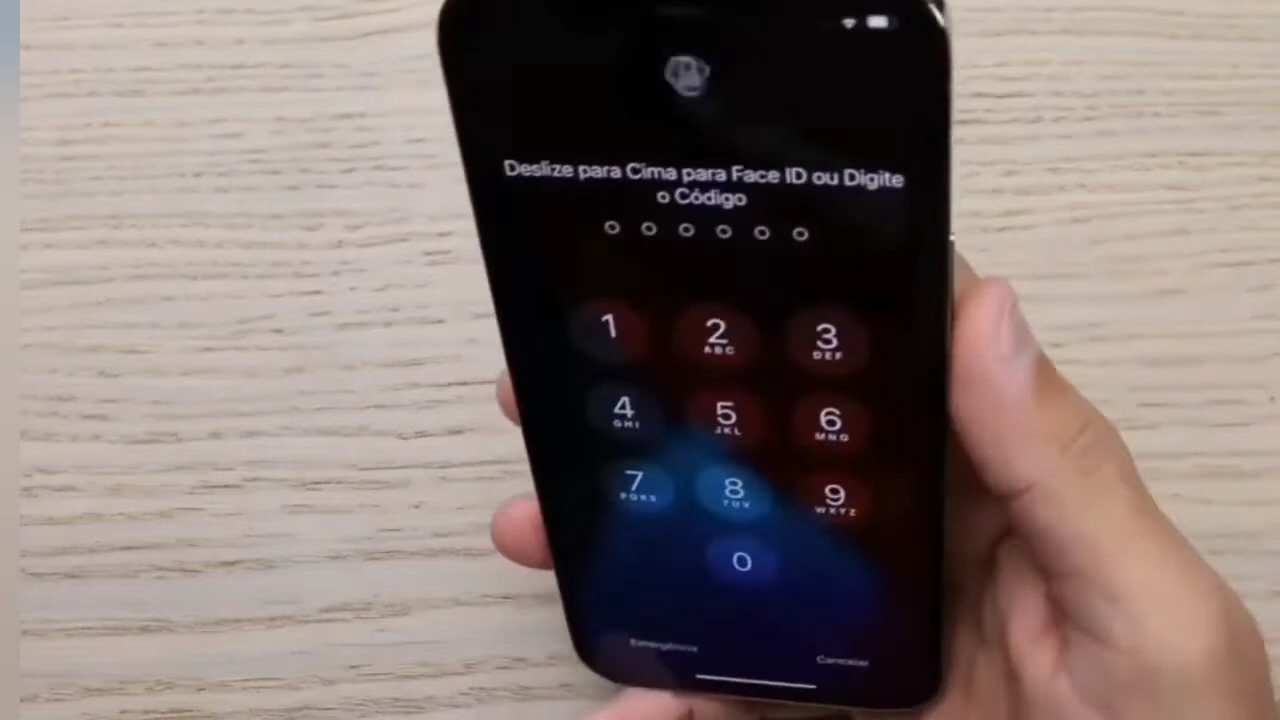 Deslize para Cima para Face ID ou Digite
o Código
1
2
ABC
3
DEF
4
GHI
5
JKL
6
MNO
7
PQRS
8
TUV
9
WXYZ
0
Emergência
Cancelar